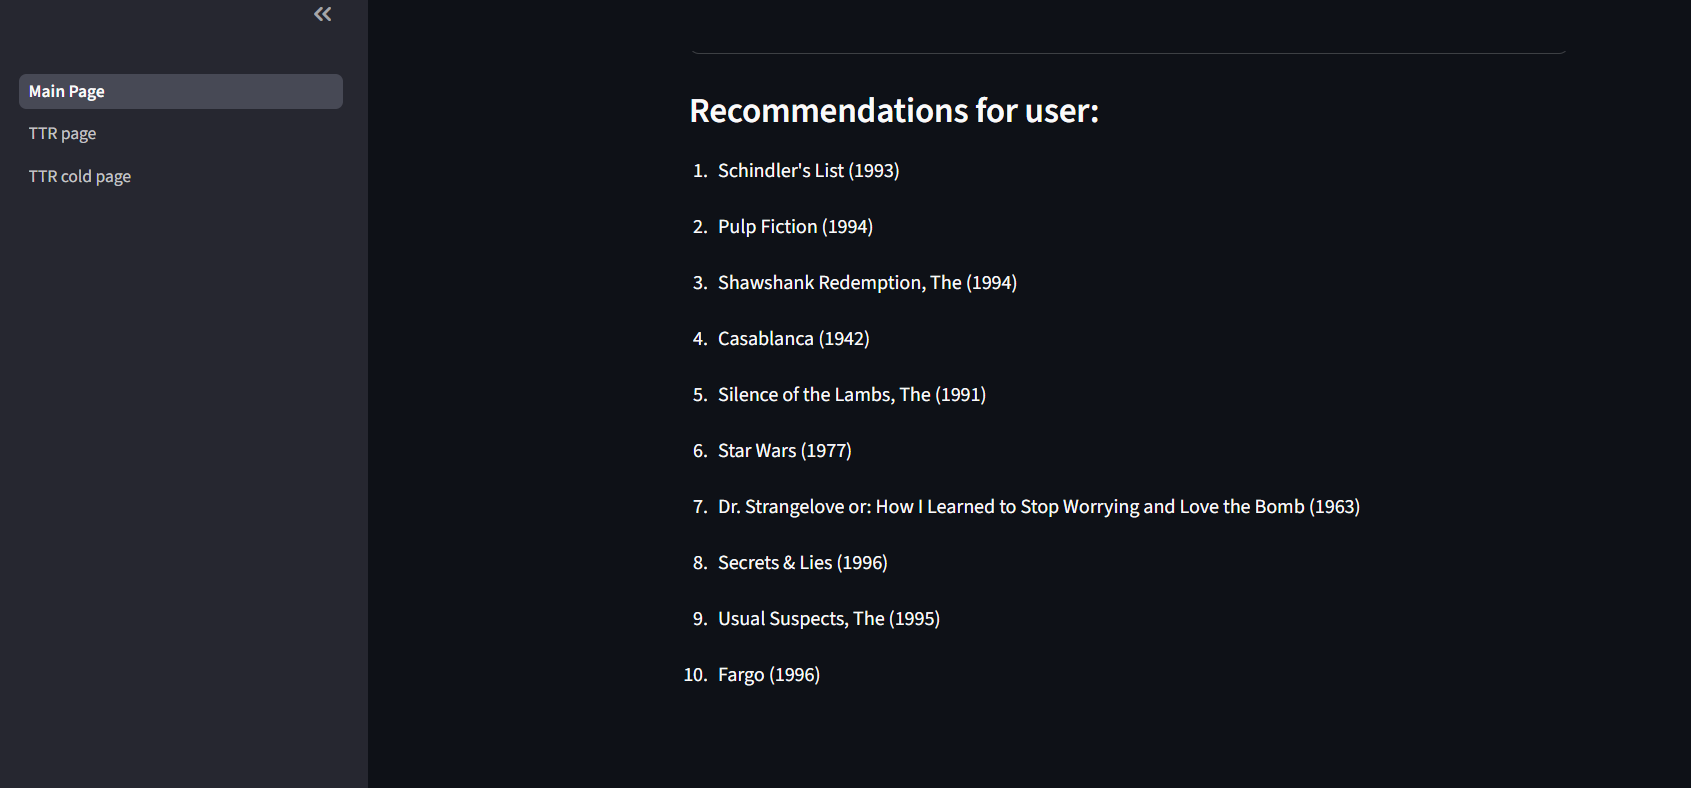 Main Page
TTR page
TTR cold page
Recommendations for user:
1. Schindler's List (1993)
2. Pulp Fiction (1994)
3. Shawshank Redemption, The (1994)
4. Casablanca (1942)
5. Silence of the Lambs, The (1991)
6. Star Wars (1977)
7. Dr. Strangelove or: How I Learned to Stop Worrying and Love the Bomb (1963)
8. Secrets & Lies (1996)
9. Usual Suspects, The (1995)
10. Fargo (1996)